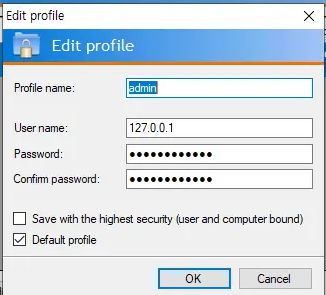 Edit profile
Edit profile
Profile name: admin
User name: 127.0.0.1
Password: ●●●●●●●●●●●●
Confirm password: ●●●●●●●●●●●●
Save with the highest security (user and computer bound)
Default profile
OK Cancel